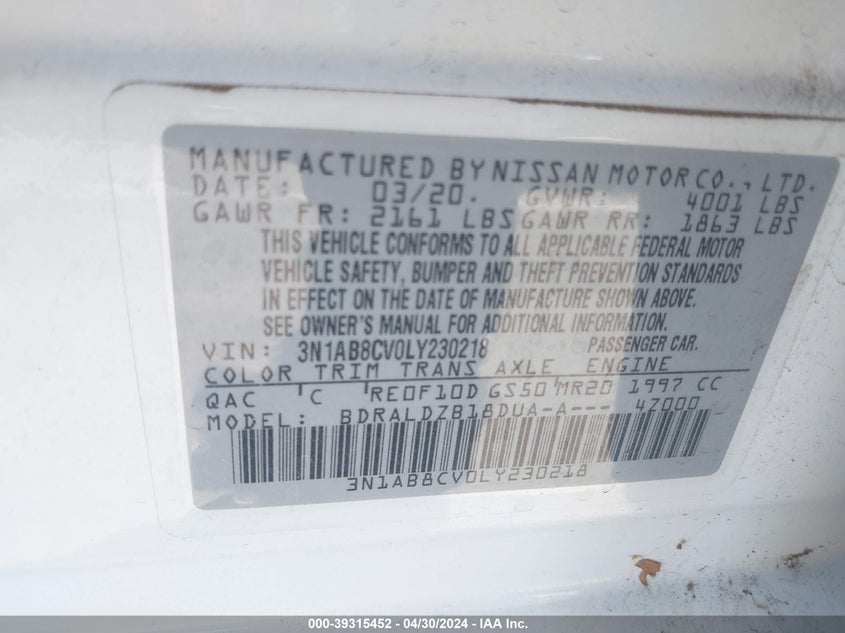 MANUFACTURED BY NISSAN MOTOR CO., LTD.
DATE: 03/20. GVWR: 4001 LBS
GAWR FR: 2161 LBS GAWR RR: 1863 LBS
THIS VEHICLE CONFORMS TO ALL APPLICABLE FEDERAL MOTOR
VEHICLE SAFETY, BUMPER AND THEFT PREVENTION STANDARDS
IN EFFECT ON THE DATE OF MANUFACTURE SHOWN ABOVE.
SEE OWNER'S MANUAL FOR ADDITIONAL INFORMATION.
VIN: 3N1AB8CV0LY230218 PASSENGER CAR.
COLOR TRIM TRANS AXLE ENGINE
QAC 'C 'RE0F10D GS50 'MR20 1997 CC
MODEL: BDRALDZB18DUA-A--- 4Z000
3N1AB8CV0LY230218
000-39315452 - 04/30/2024 - IAA Inc.